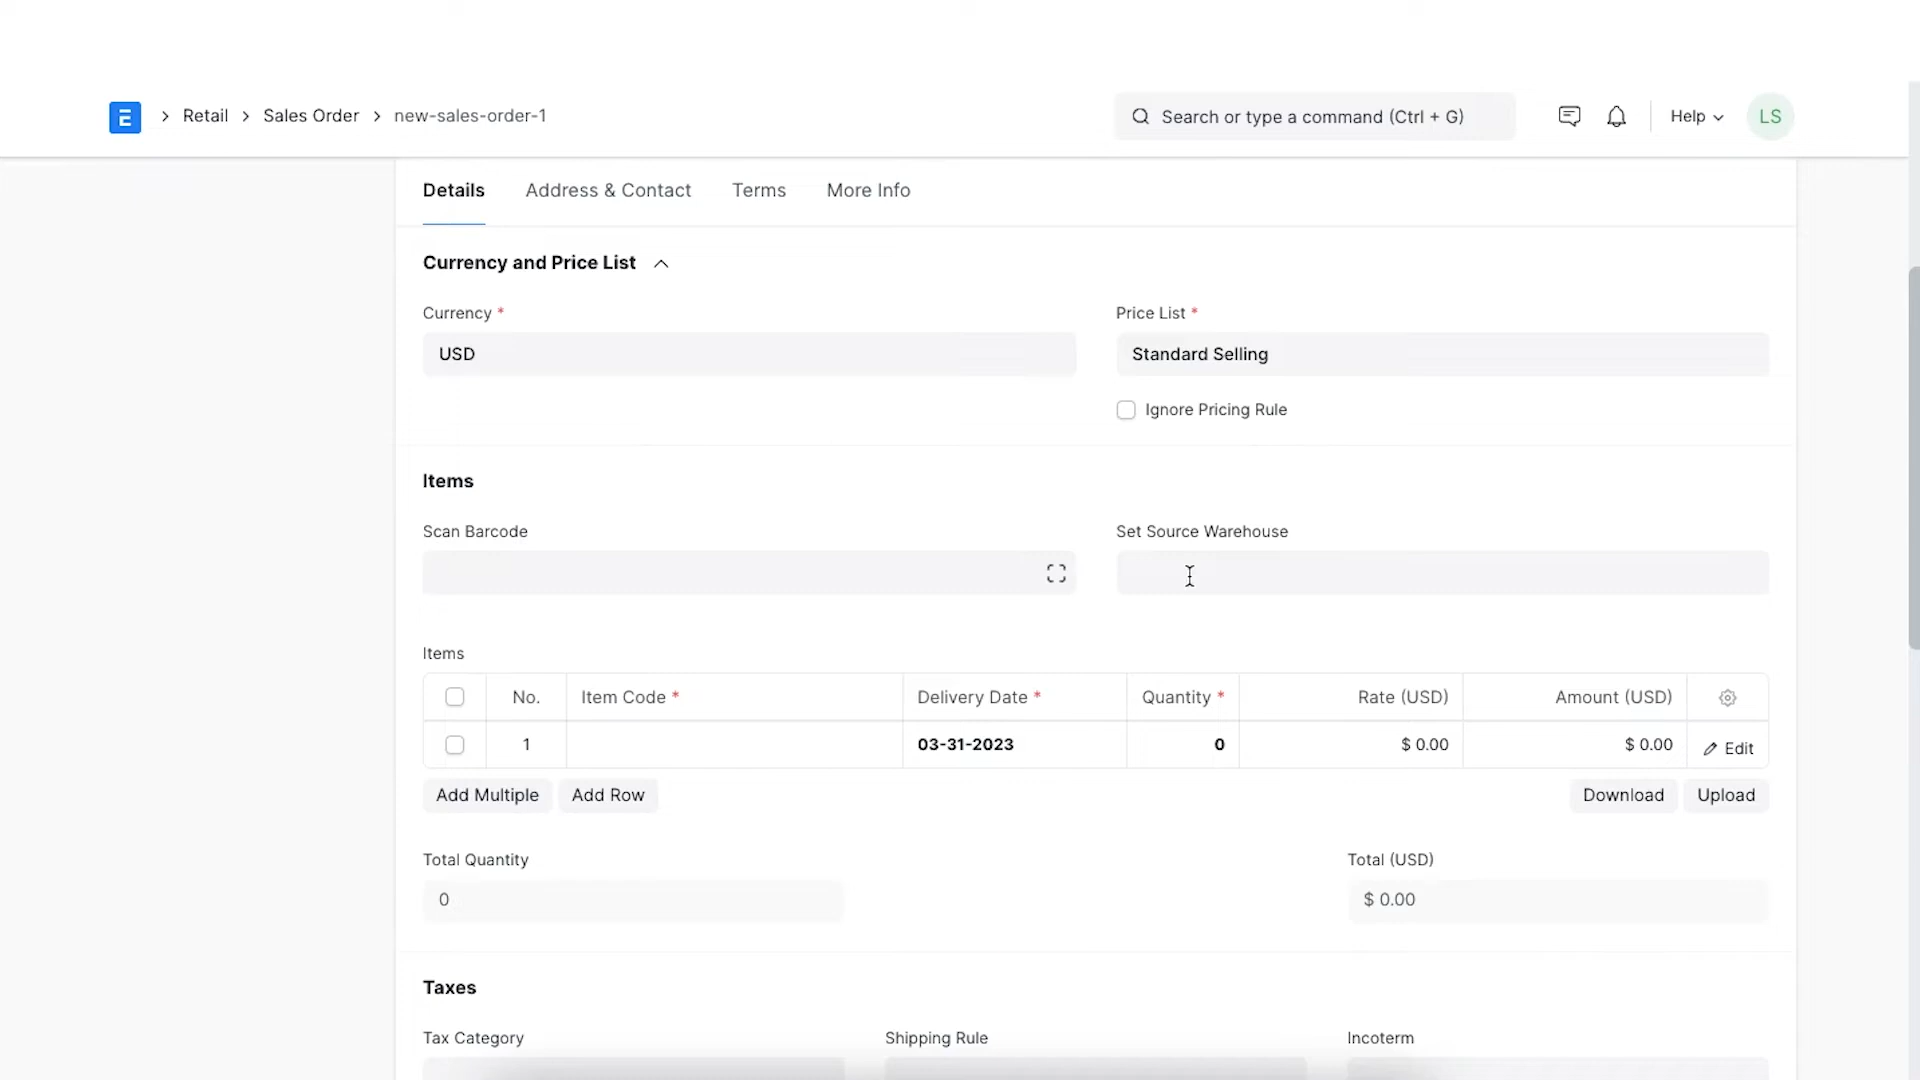 E > Retail > Sales Order > new-sales-order-1 Search or type a command (Ctrl + G) Help LS
Details Address & Contact Terms More Info
Currency and Price List
Currency * Price List *
USD Standard Selling
Ignore Pricing Rule
Items
Scan Barcode Set Source Warehouse
Items
No. Item Code * Delivery Date * Quantity * Rate (USD) Amount (USD)
1 03-31-2023 0 $ 0.00 $ 0.00 Edit
Add Multiple Add Row Download Upload
Total Quantity Total (USD)
0 $ 0.00
Taxes
Tax Category Shipping Rule Incoterm